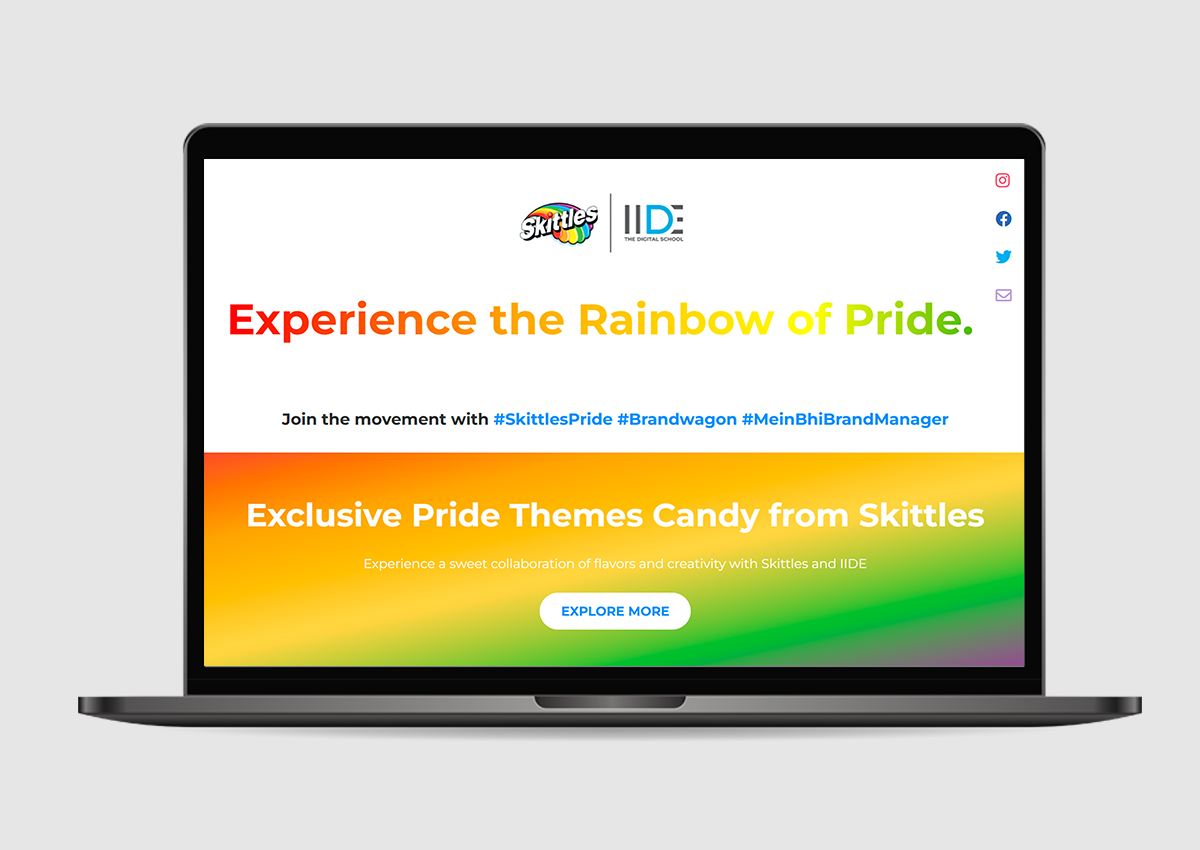 Skittles
IIDE
THE DIGITAL SCHOOL
Experience the Rainbow of Pride.
Join the movement with #SkittlesPride #Brandwagon #MeinBhiBrandManager
Exclusive Pride Themes Candy from Skittles
Experience a sweet collaboration of flavors and creativity with Skittles and IIDE
EXPLORE MORE